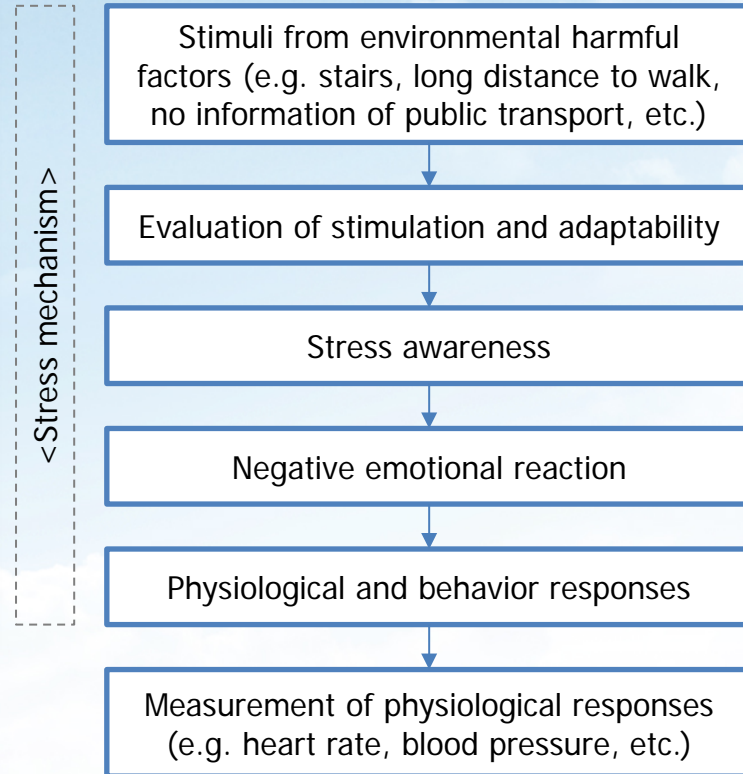 <Stress mechanism>
Stimuli from environmental harmful
factors (e.g. stairs, long distance to walk,
no information of public transport, etc.)
Evaluation of stimulation and adaptability
Stress awareness
Negative emotional reaction
Physiological and behavior responses
Measurement of physiological responses
(e.g. heart rate, blood pressure, etc.)